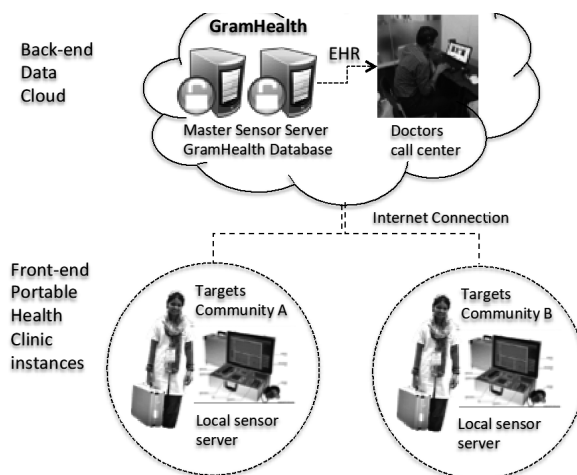 GramHealth
Back-end
Data
Cloud
EHR
Master Sensor Server
GramHealth Database
Doctors
call center
Internet Connection
Front-end
Portable
Health
Clinic
instances
Targets
Community A
Local sensor
server
Targets
Community B
Local sensor
server